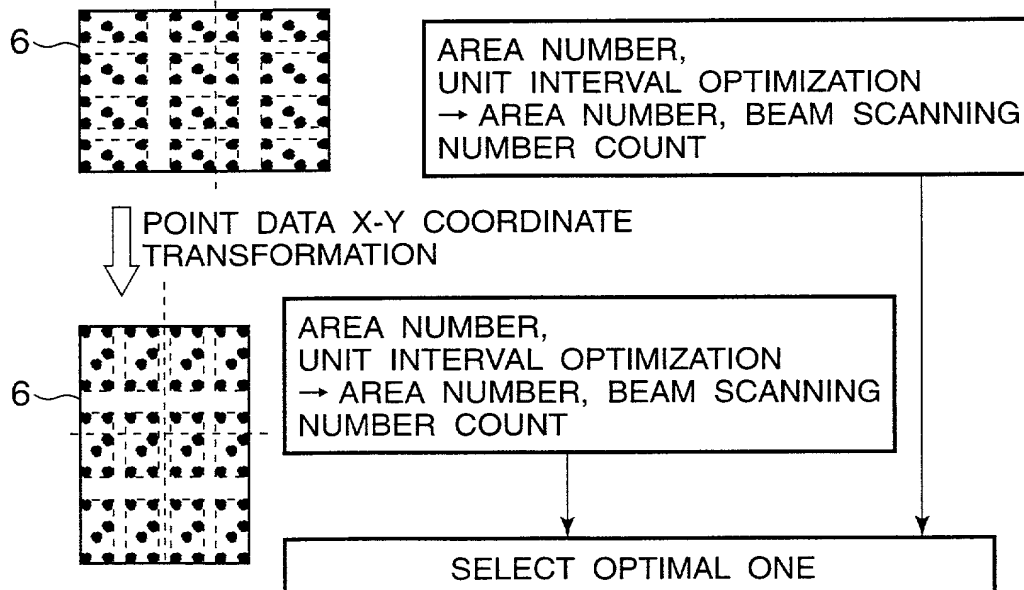 6
AREA NUMBER,
UNIT INTERVAL OPTIMIZATION
→ AREA NUMBER, BEAM SCANNING
NUMBER COUNT
POINT DATA X-Y COORDINATE
TRANSFORMATION
6
AREA NUMBER,
UNIT INTERVAL OPTIMIZATION
→ AREA NUMBER, BEAM SCANNING
NUMBER COUNT
SELECT OPTIMAL ONE